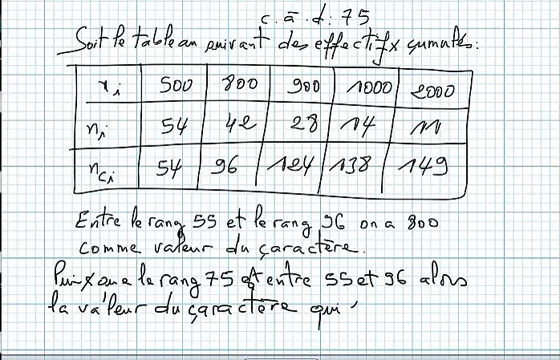 c.à.d: 75
Soit le tableau suivant des effectifs cumulés:
xi 500 800 900 1000 2000
ni 54 42 28 14 11
nci 54 96 124 138 149
Entre le rang 55 et le rang 96 on a 800
comme valeur du caractère.
Puisque le rang 75 est entre 55 et 96 alors
la valeur du caractère qui